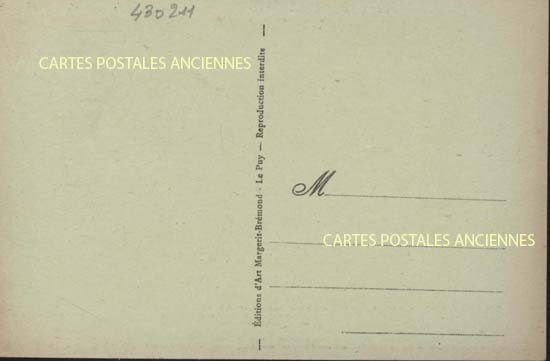 430211
CARTES POSTALES ANCIENNES
Éditions d'Art Margerit-Brémond - Le Puy — Reproduction interdite
M
CARTES POSTALES ANCIENNES